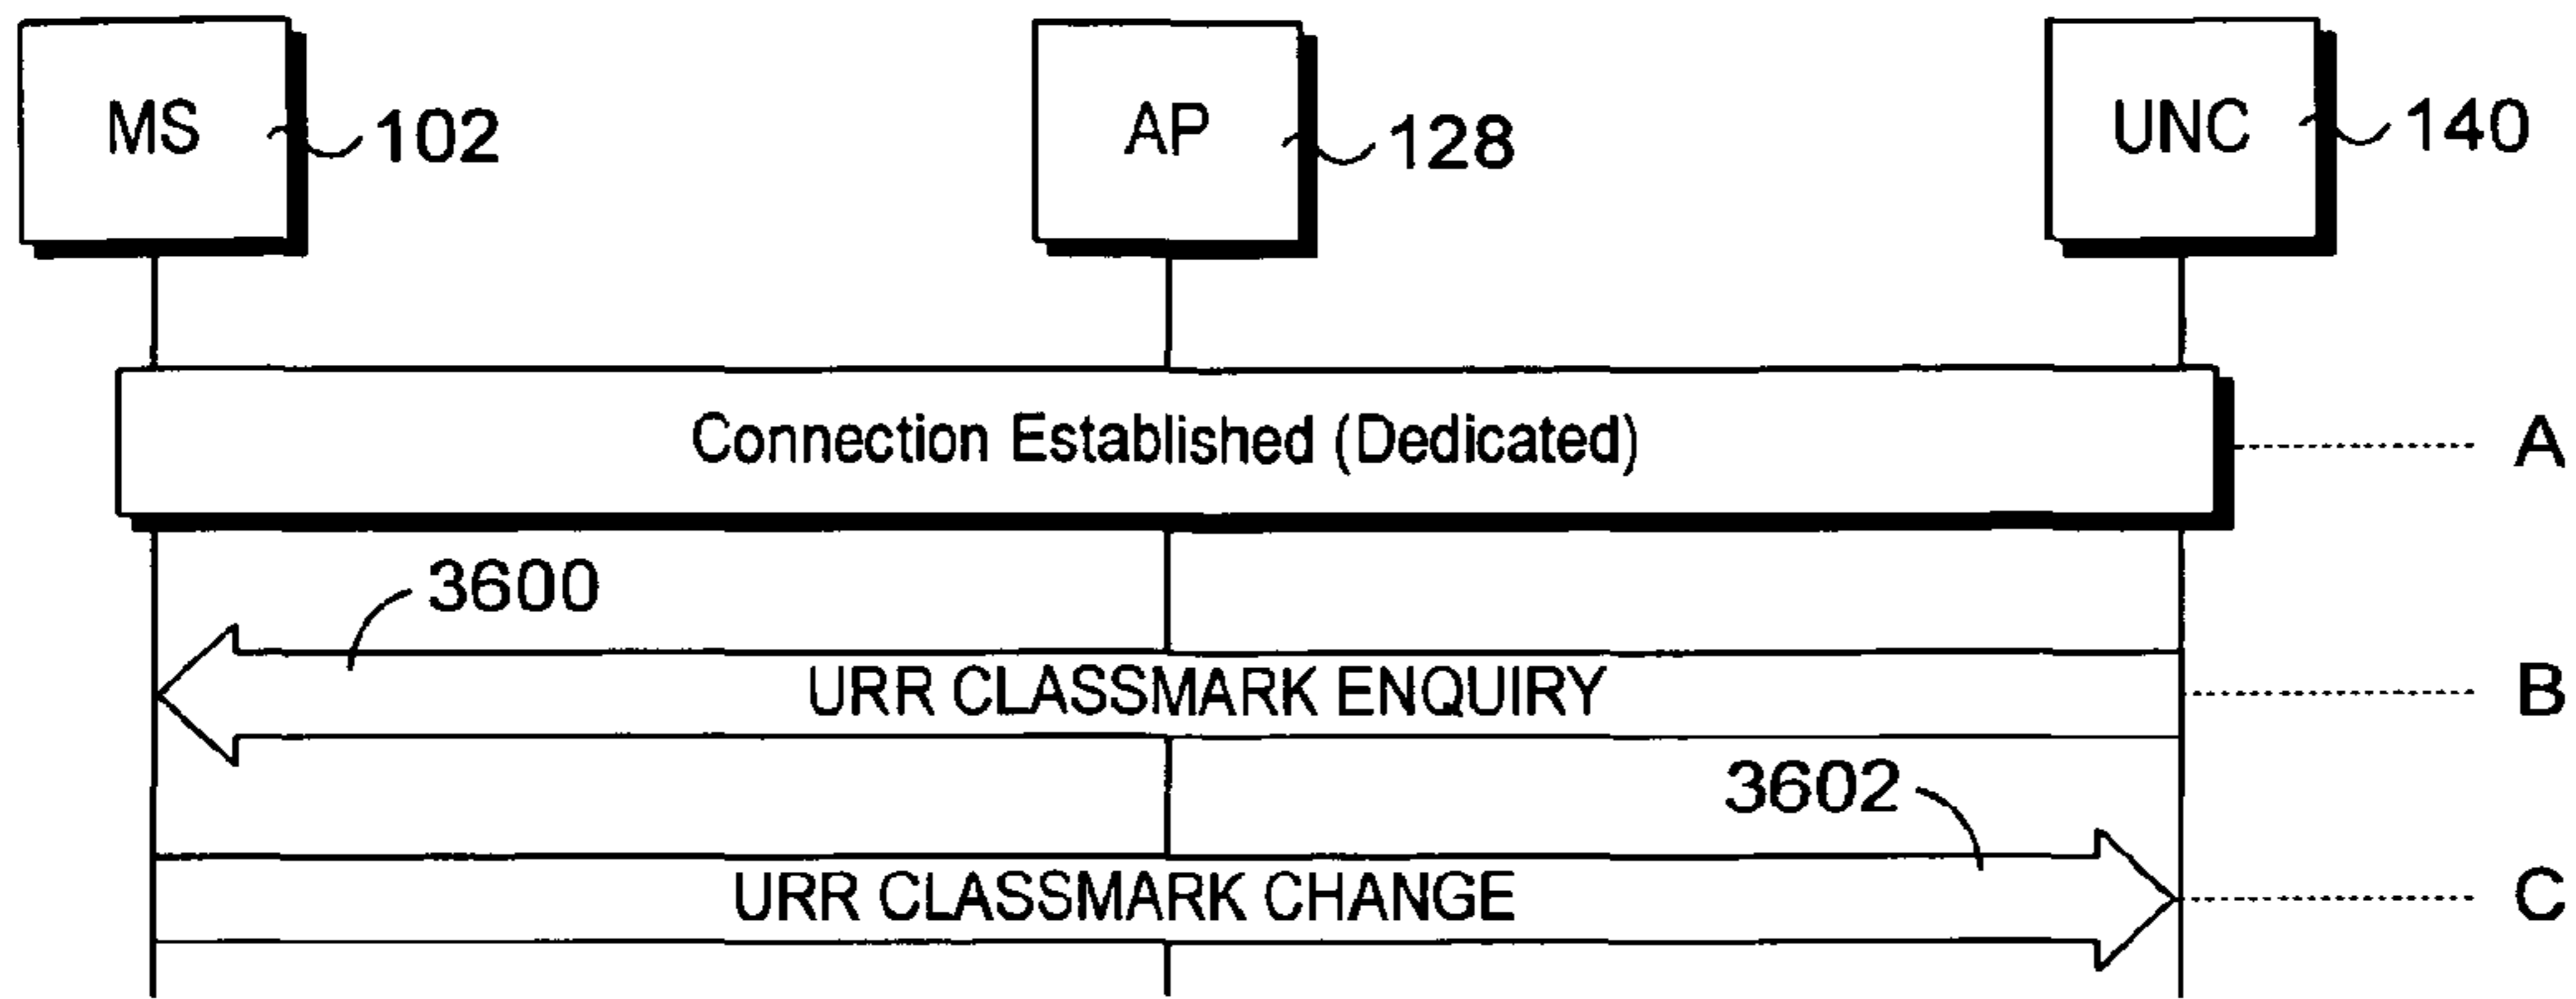 MS
102
AP
128
UNC
140
Connection Established (Dedicated)
A
3600
URR CLASSMARK ENQUIRY
B
3602
URR CLASSMARK CHANGE
C